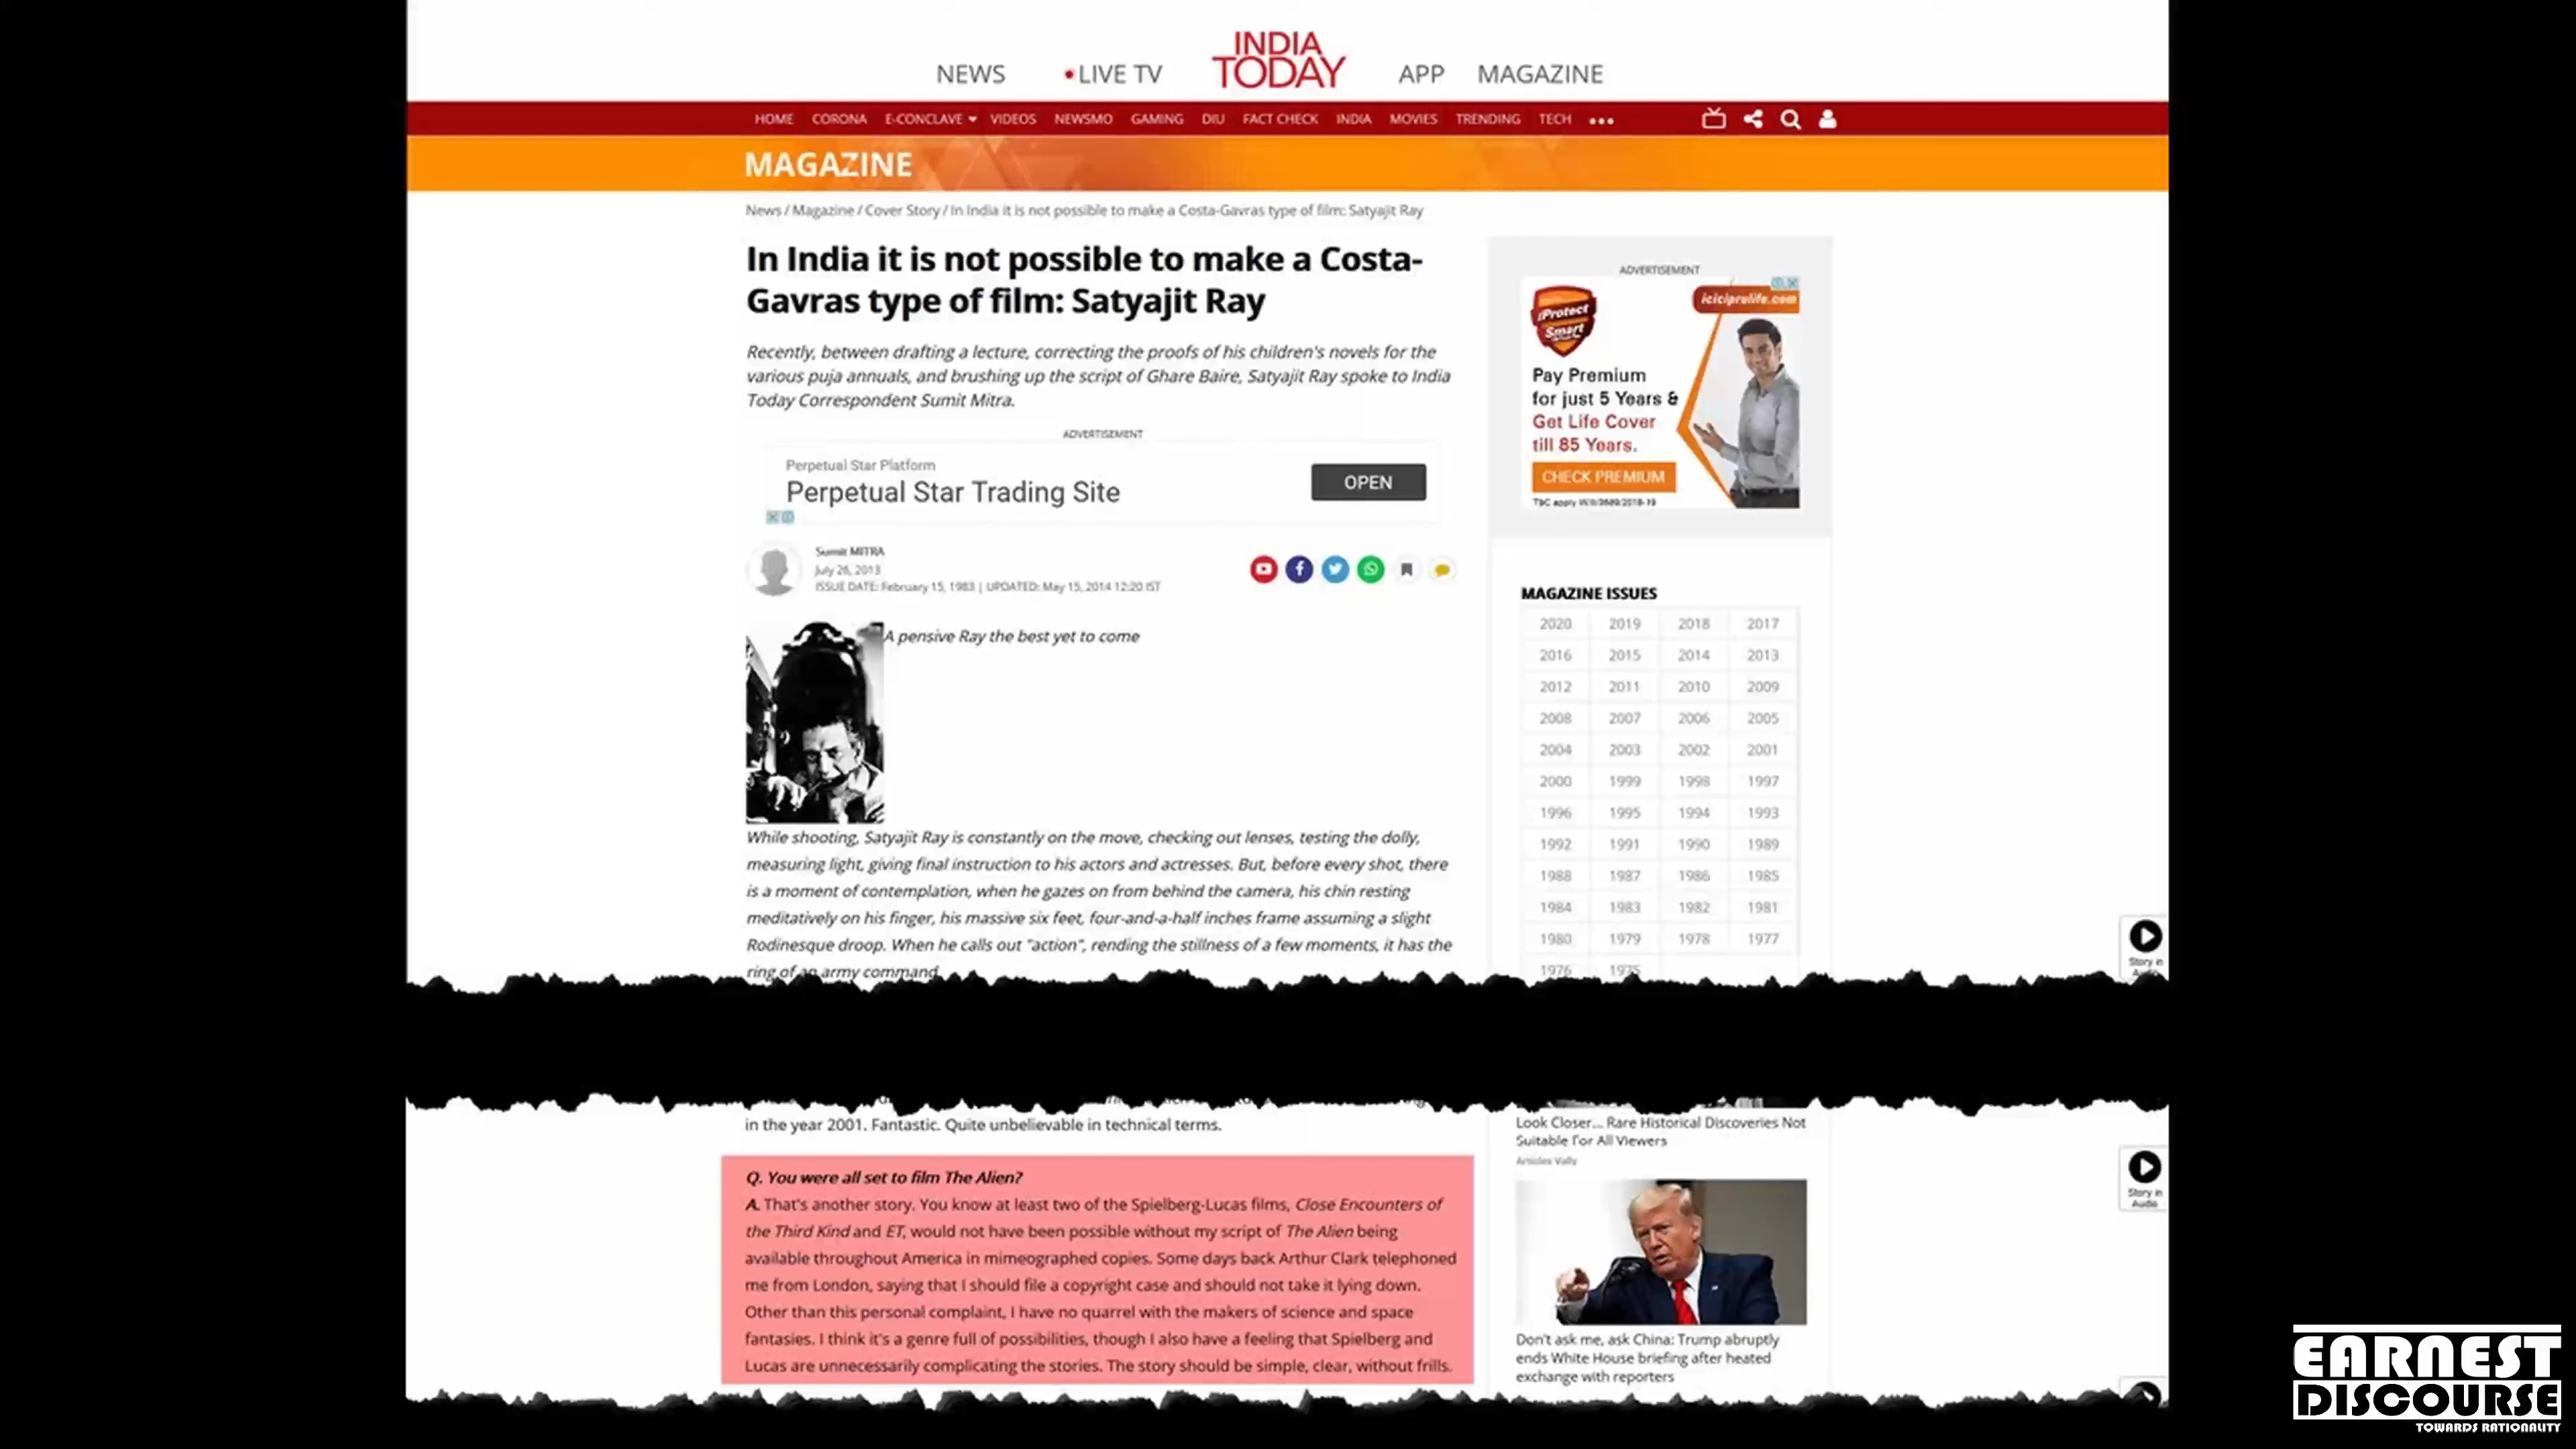 INDIA
TODAY
NEWS
LIVE TV
APP
MAGAZINE
HOME CORONA E-CONCLAVE VIDEOS NEWSMO GAMING DIU FACT CHECK INDIA MOVIES TRENDING TECH
MAGAZINE
News / Magazine / Cover Story / In India it is not possible to make a Costa-Gavras type of film: Satyajit Ray
In India it is not possible to make a Costa-
Gavras type of film: Satyajit Ray
Recently, between drafting a lecture, correcting the proofs of his children's novels for the
various puja annuals, and brushing up the script of Ghare Baire, Satyajit Ray spoke to India
Today Correspondent Sumit Mitra.
ADVERTISEMENT
Perpetual Star Platform
Perpetual Star Trading Site
OPEN
Sumit MITRA
July 26, 2013
ISSUE DATE: February 15, 1983 | UPDATED: May 15, 2014 12:20 IST
A pensive Ray the best yet to come
While shooting, Satyajit Ray is constantly on the move, checking out lenses, testing the dolly,
measuring light, giving final instruction to his actors and actresses. But, before every shot, there
is a moment of contemplation, when he gazes on from behind the camera, his chin resting
meditatively on his finger, his massive six feet, four-and-a-half inches frame assuming a slight
Rodinesque droop. When he calls out "action", rending the stillness of a few moments, it has the
ring of an army command
ADVERTISEMENT
iProtect
Smart
iciciprulife.com
Pay Premium
for just 5 Years &
Get Life Cover
till 85 Years.
CHECK PREMIUM
T&C apply
MAGAZINE ISSUES
2020 2019 2018 2017
2016 2015 2014 2013
2012 2011 2010 2009
2008 2007 2006 2005
2004 2003 2002 2001
2000 1999 1998 1997
1996 1995 1994 1993
1992 1991 1990 1989
1988 1987 1986 1985
1984 1983 1982 1981
1980 1979 1978 1977
1976 1975
Story in
in the year 2001. Fantastic. Quite unbelievable in technical terms.
Q. You were all set to film The Alien?
A. That's another story. You know at least two of the Spielberg-Lucas films, Close Encounters of
the Third Kind and ET, would not have been possible without my script of The Alien being
available throughout America in mimeographed copies. Some days back Arthur Clark telephoned
me from London, saying that I should file a copyright case and should not take it lying down.
Other than this personal complaint, I have no quarrel with the makers of science and space
fantasies. I think it's a genre full of possibilities, though I also have a feeling that Spielberg and
Lucas are unnecessarily complicating the stories. The story should be simple, clear, without frills.
Look Closer... Rare Historical Discoveries Not
Suitable For All Viewers
Articles Vally
Don't ask me, ask China: Trump abruptly
ends White House briefing after heated
exchange with reporters
Story in
Audio
EARNEST
DISCOURSE
TOWARDS RATIONALITY